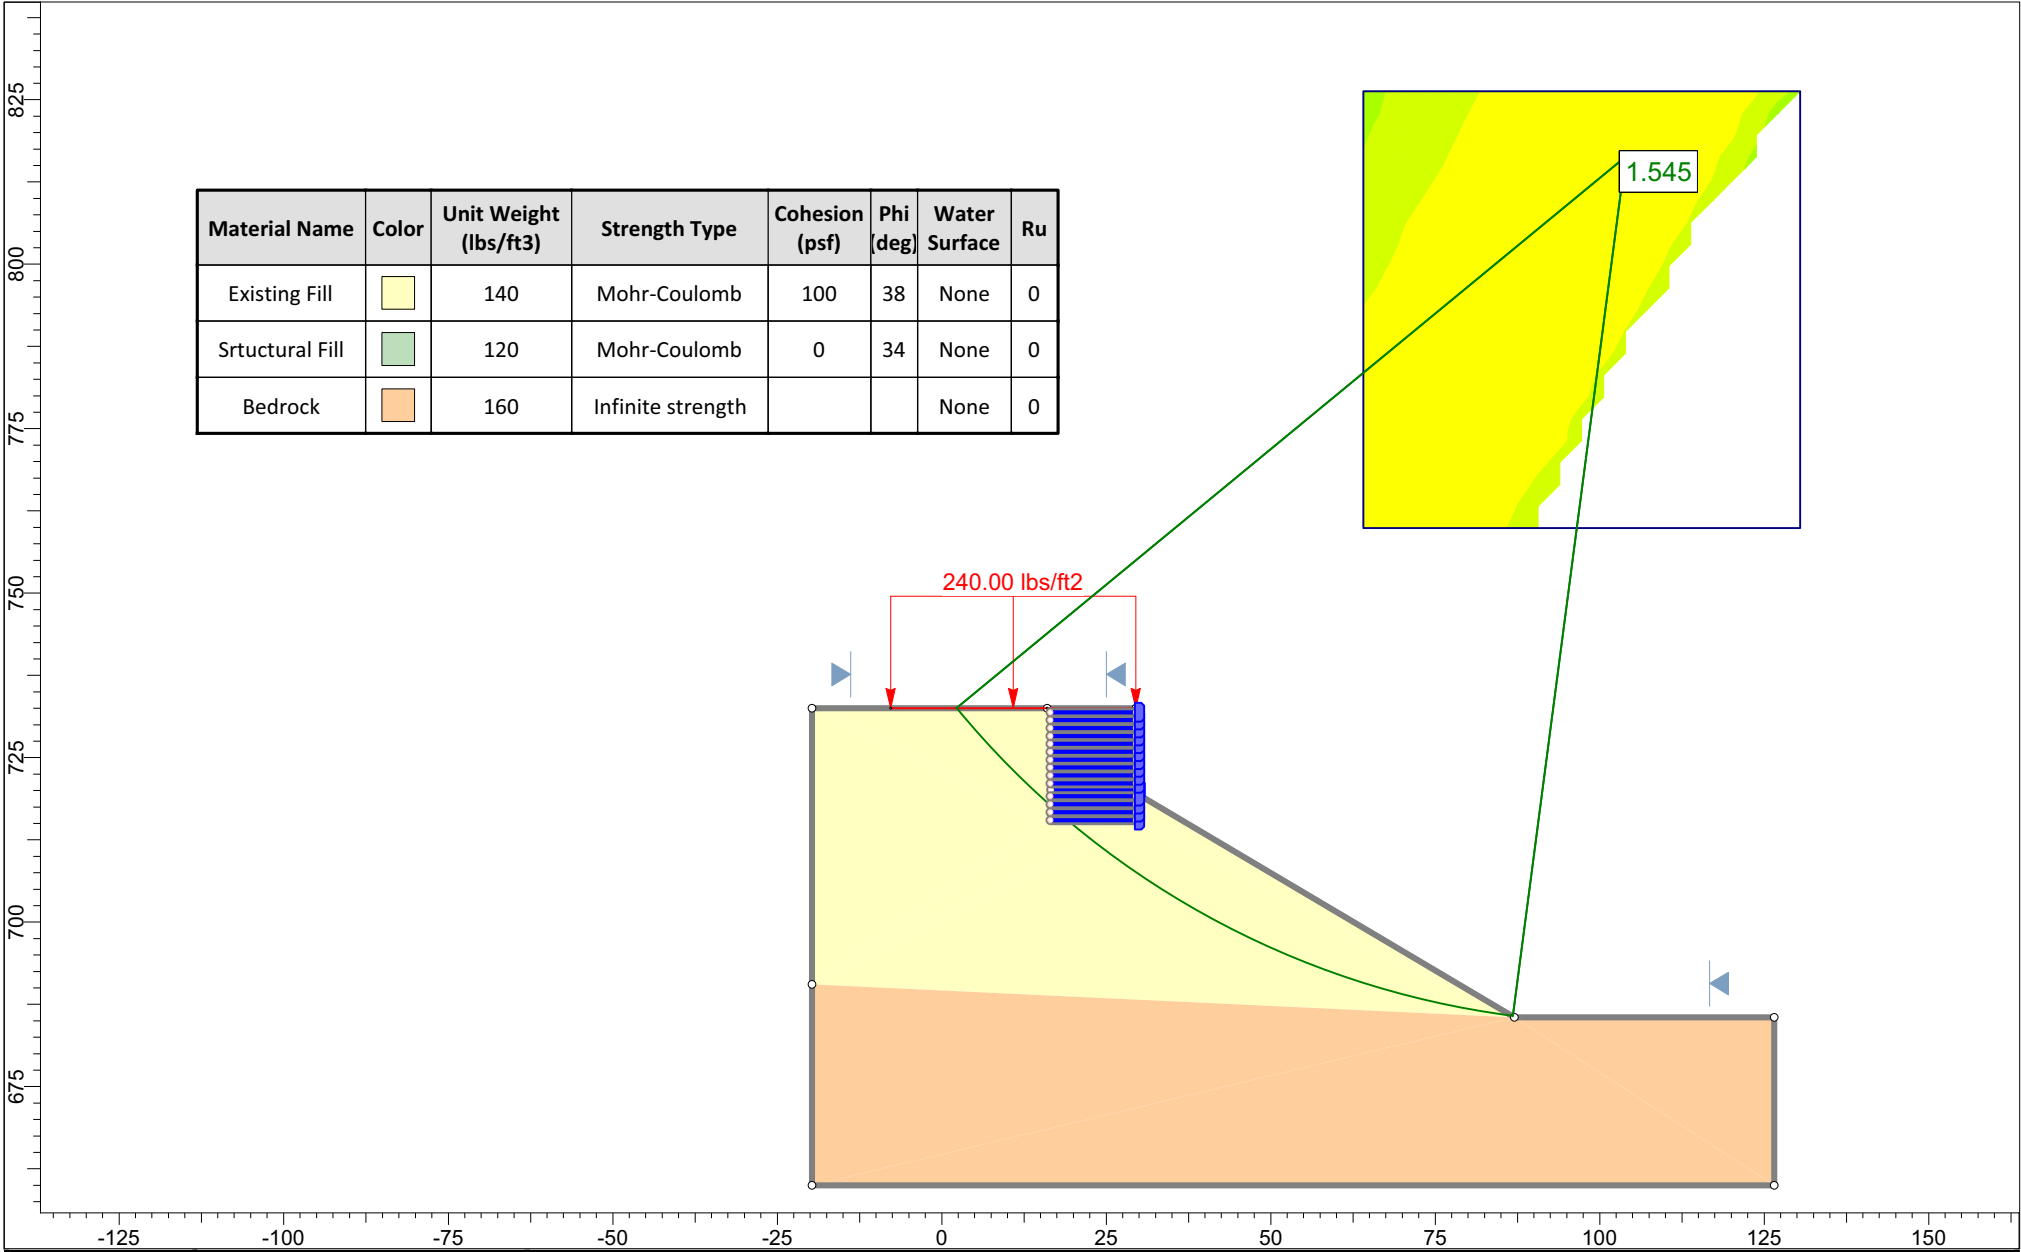 825
800
775
750
725
700
675
Material Name Color Unit Weight (lbs/ft3) Strength Type Cohesion (psf) Phi (deg) Water Surface Ru
Existing Fill 140 Mohr-Coulomb 100 38 None 0
Srtuctural Fill 120 Mohr-Coulomb 0 34 None 0
Bedrock 160 Infinite strength None 0
1.545
240.00 lbs/ft2
-125 -100 -75 -50 -25 0 25 50 75 100 125 150